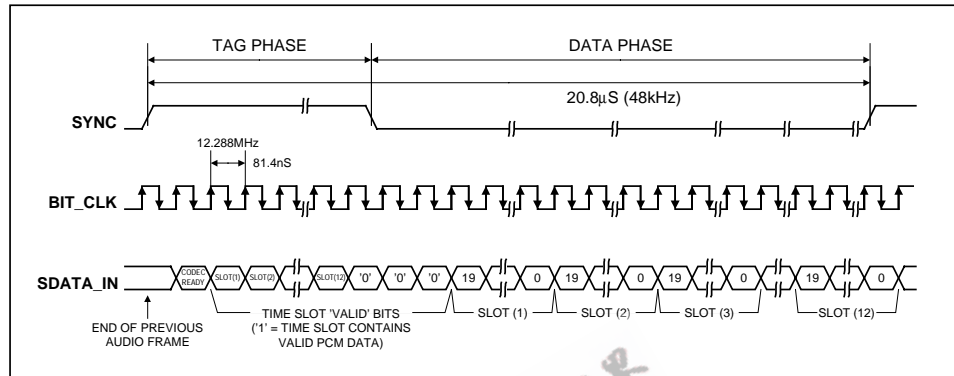 TAG PHASE
DATA PHASE
20.8µS (48kHz)
SYNC
12.288MHz
81.4nS
BIT_CLK
SDATA_IN
CODEC READY
SLOT(1)
SLOT(2)
SLOT(12)
'0'
'0'
'0'
19
0
19
0
19
0
19
0
END OF PREVIOUS
AUDIO FRAME
TIME SLOT 'VALID' BITS
('1' = TIME SLOT CONTAINS
VALID PCM DATA)
SLOT (1)
SLOT (2)
SLOT (3)
SLOT (12)